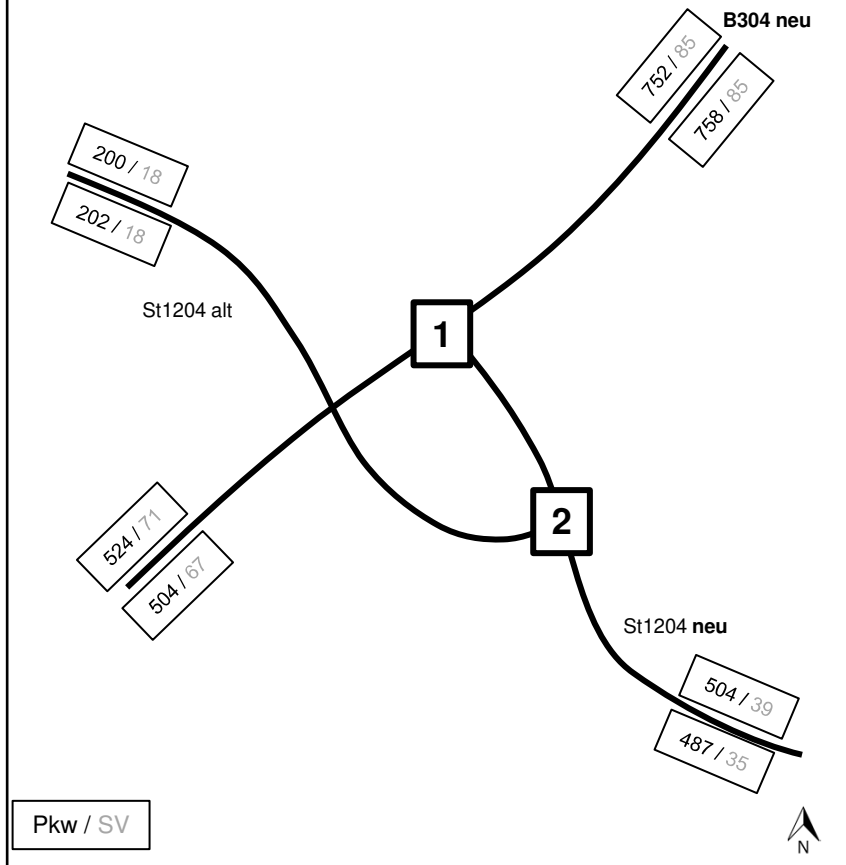 B304 neu
752 / 85
758 / 85
200 / 18
202 / 18
St1204 alt
1
524 / 71
504 / 67
2
St1204 neu
504 / 39
487 / 35
Pkw / SV
N